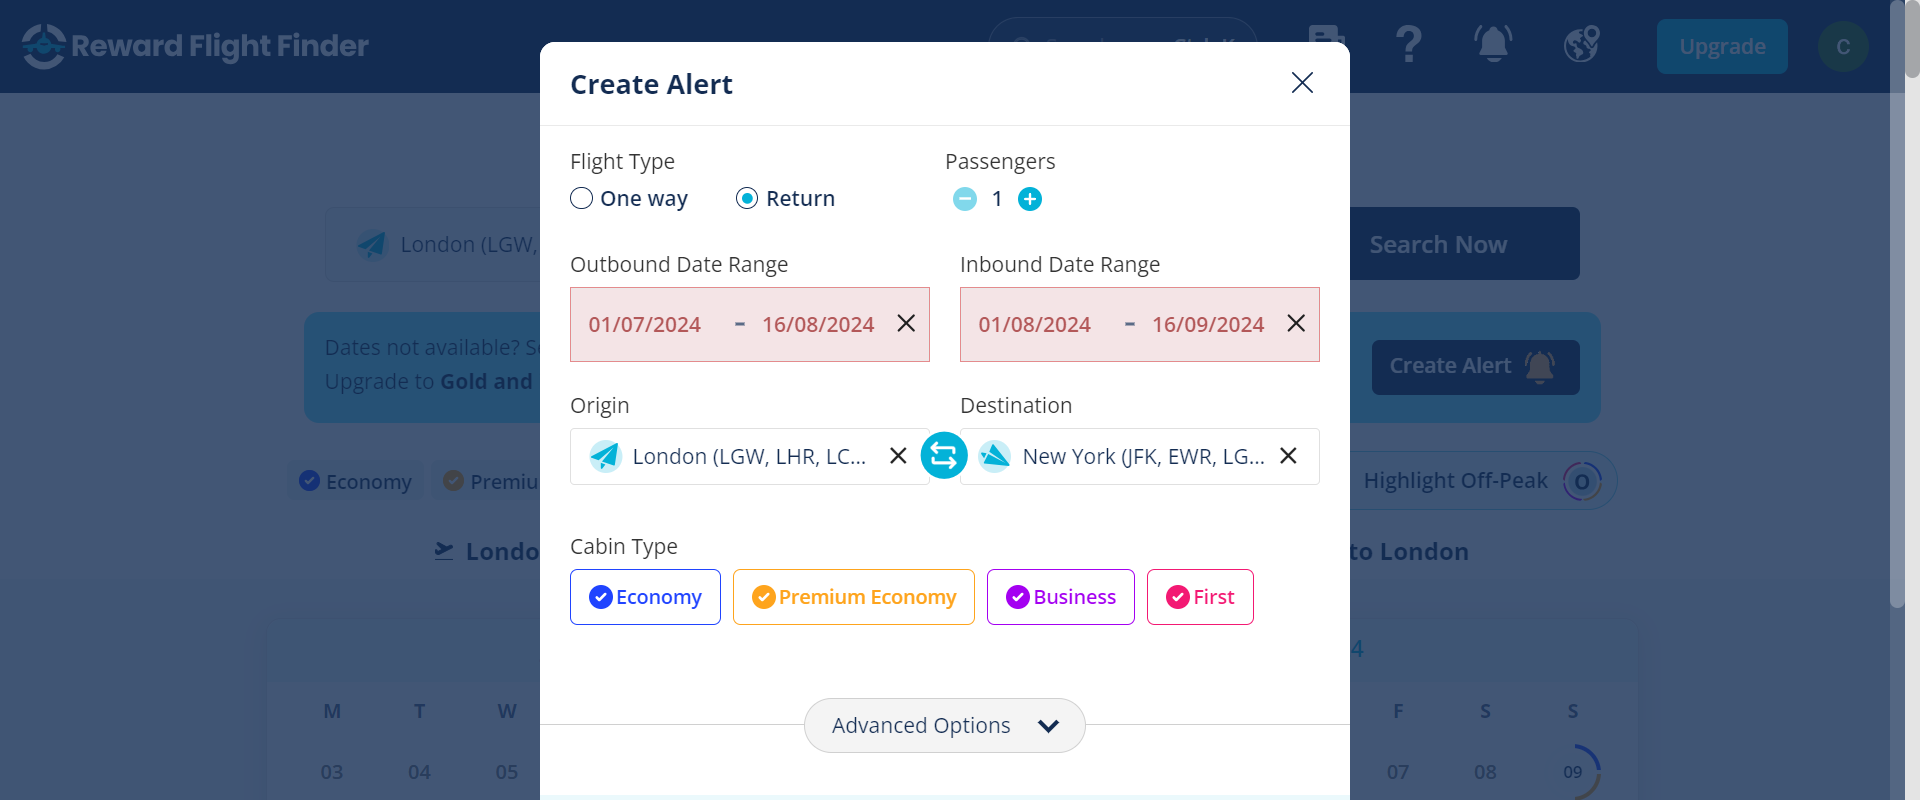 Reward Flight Finder
Upgrade
C
Create Alert
Flight Type
Passengers
One way
Return
1
London (LGW,
Search Now
Outbound Date Range
Inbound Date Range
01/07/2024 - 16/08/2024
01/08/2024 - 16/09/2024
Dates not available?
Upgrade to Gold and
Create Alert
Origin
Destination
London (LGW, LHR, LC...
New York (JFK, EWR, LG...
Economy
Highlight Off-Peak
O
to London
Cabin Type
Economy
Premium Economy
Business
First
Advanced Options
M T W
F S S
03 04 05
07 08 09